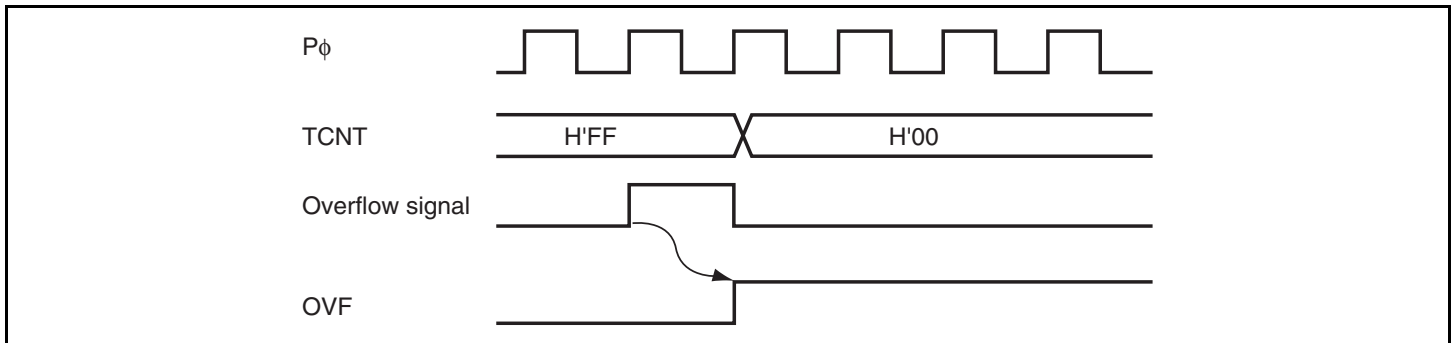 Pφ
TCNT
H'FF
H'00
Overflow signal
OVF